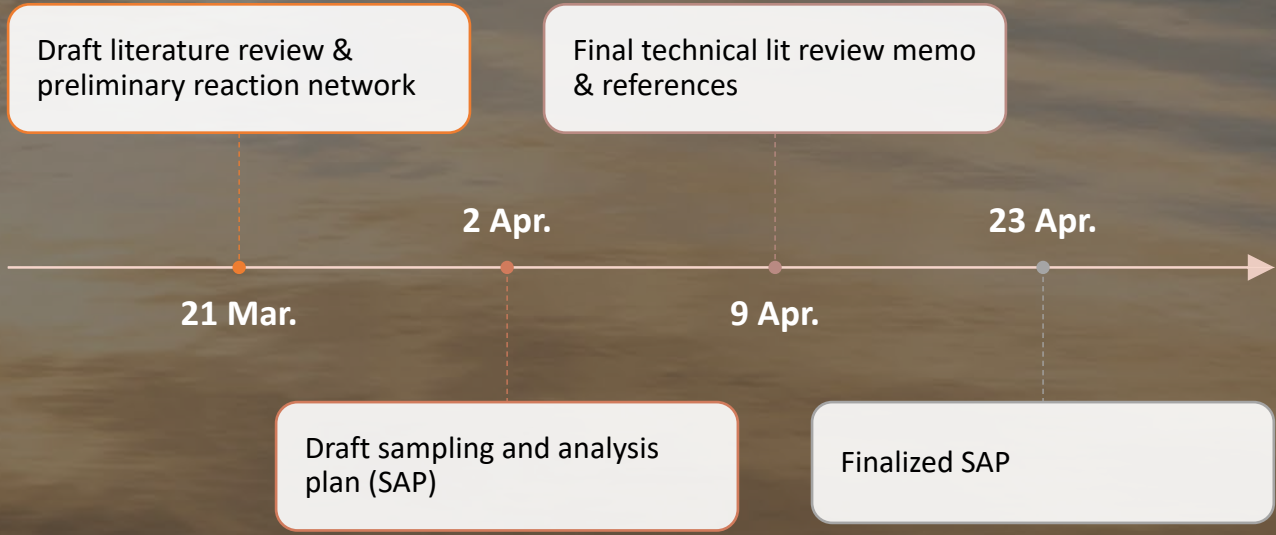 Draft literature review &
preliminary reaction network
Final technical lit review memo
& references
2 Apr.
23 Apr.
21 Mar.
9 Apr.
Draft sampling and analysis
plan (SAP)
Finalized SAP